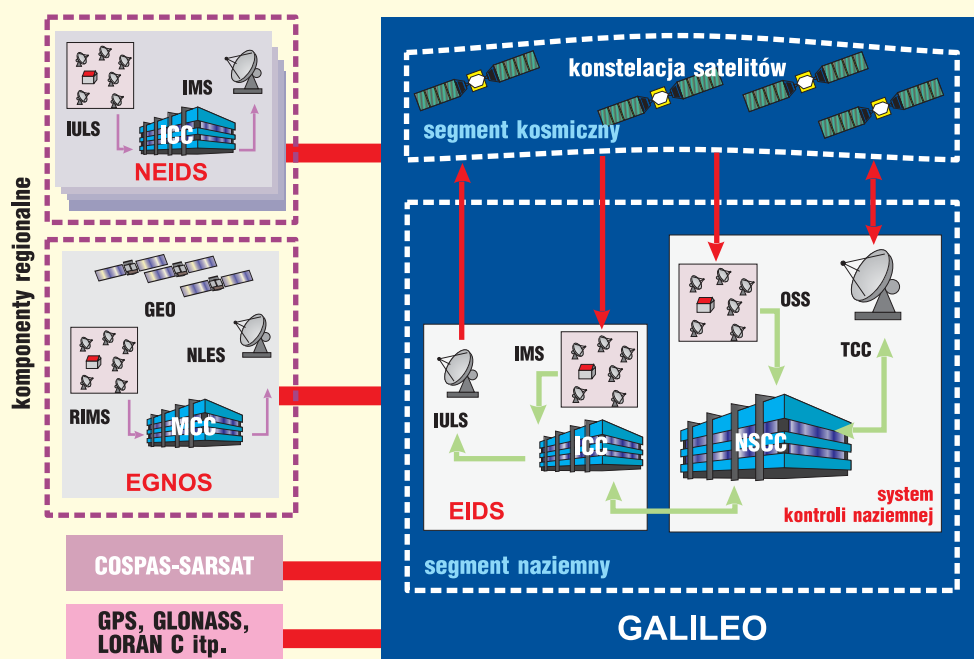 komponenty regionalne
IULS
IMS
ICC
NEIDS
GEO
RIMS
NLES
MCC
EGNOS
COSPAS-SARSAT
GPS, GLONASS,
LORAN C itp.
konstelacja satelitów
segment kosmiczny
IULS
IMS
ICC
EIDS
OSS
TCC
NSCC
system
kontroli naziemnej
segment naziemny
GALILEO